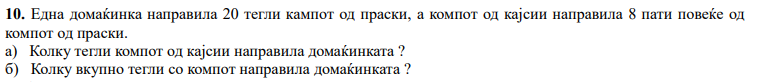 10. Една домаќинка направила 20 тегли кампот од праски, а компот од кајсии направила 8 пати повеќе од
компот од праски.
а) Колку тегли компот од кајсии направила домаќинката ?
б) Колку вкупно тегли со компот направила домаќинката ?